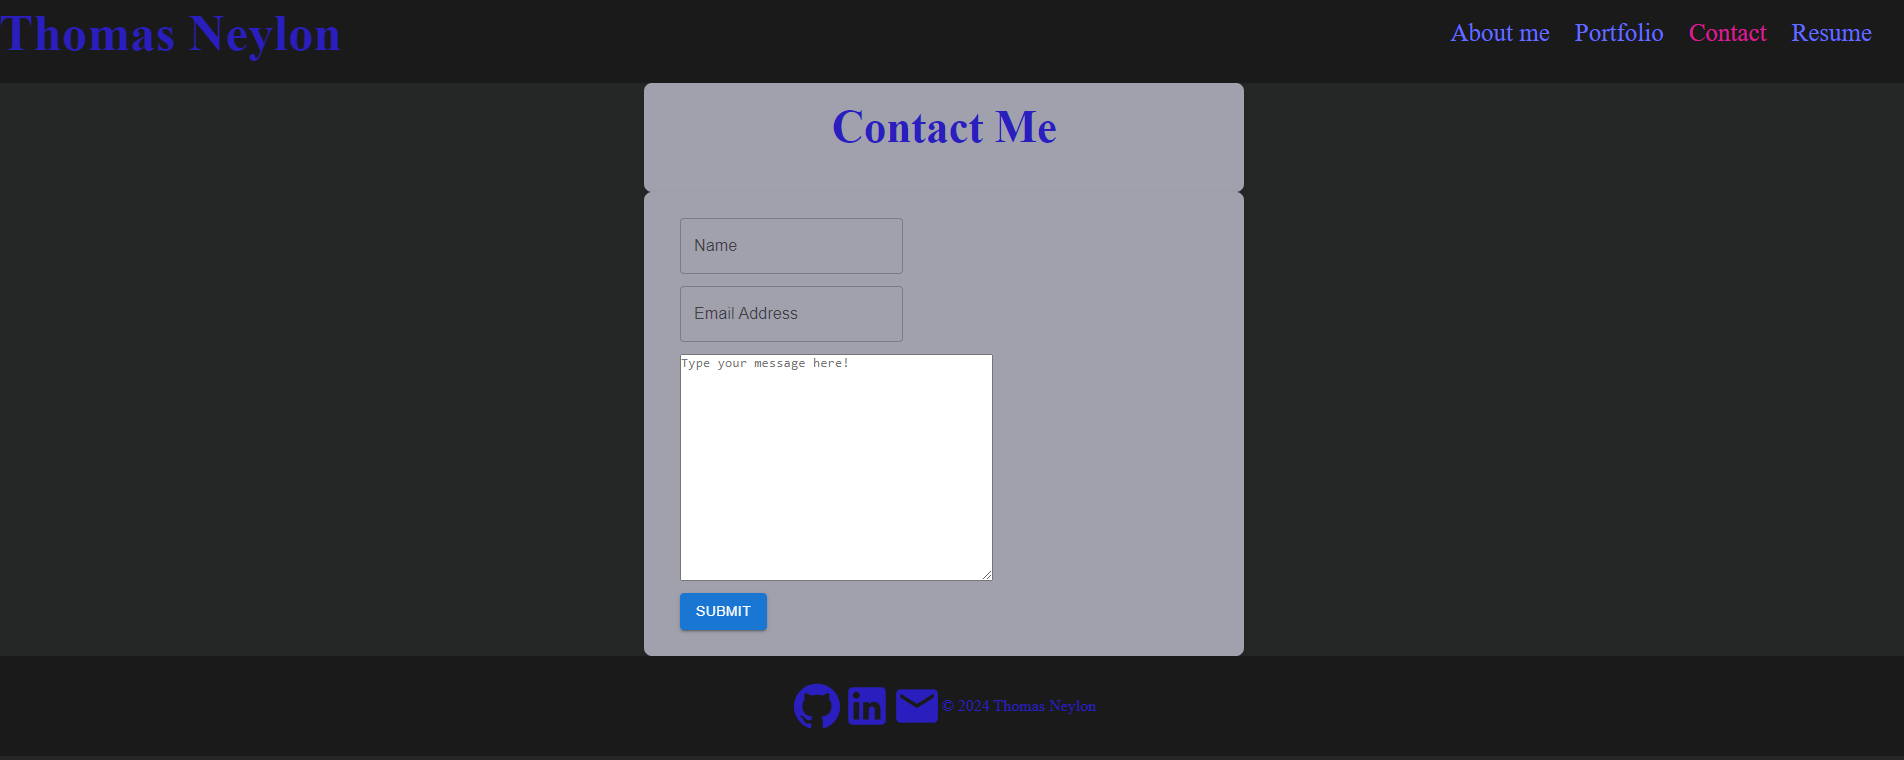 Thomas Neylon
About me Portfolio Contact Resume
Contact Me
Name
Email Address
Type your message here!
SUBMIT
in © 2024 Thomas Neylon